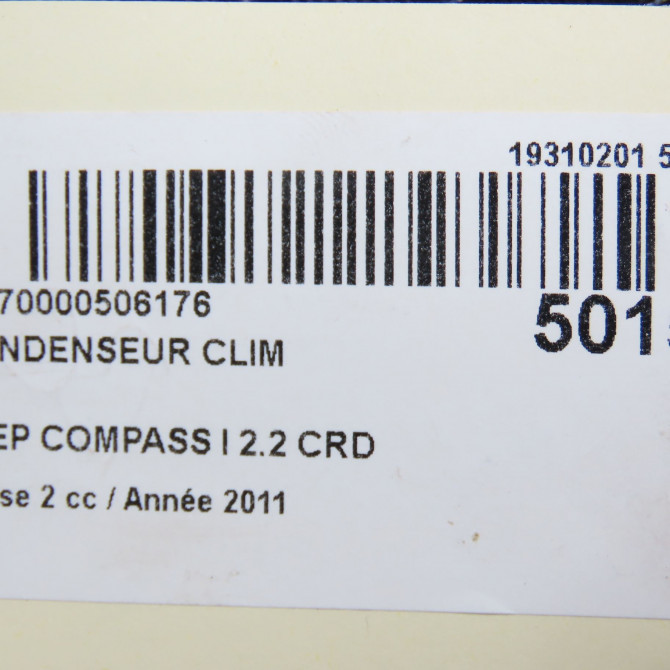 19310201 5
70000506176
501
NDENSEUR CLIM
EP COMPASS I 2.2 CRD
se 2 cc / Année 2011